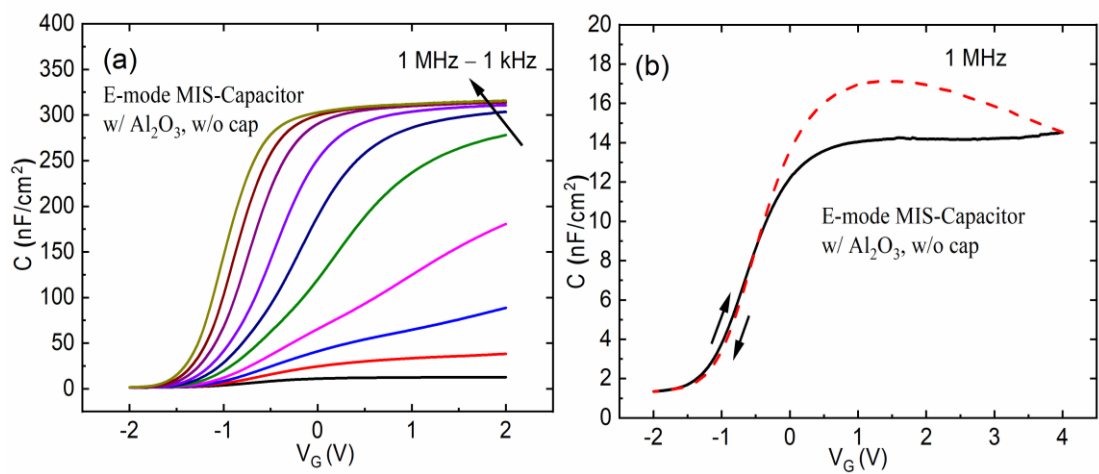 (a)
1 MHz – 1 kHz
E-mode MIS-Capacitor
w/ Al₂O₃, w/o cap
C (nF/cm²)
400
350
300
250
200
150
100
50
0
-2
-1
0
1
2
V_G (V)
(b)
1 MHz
E-mode MIS-Capacitor
w/ Al₂O₃, w/o cap
C (nF/cm²)
20
18
16
14
12
10
8
6
4
2
0
-2
-1
0
1
2
3
4
V_G (V)